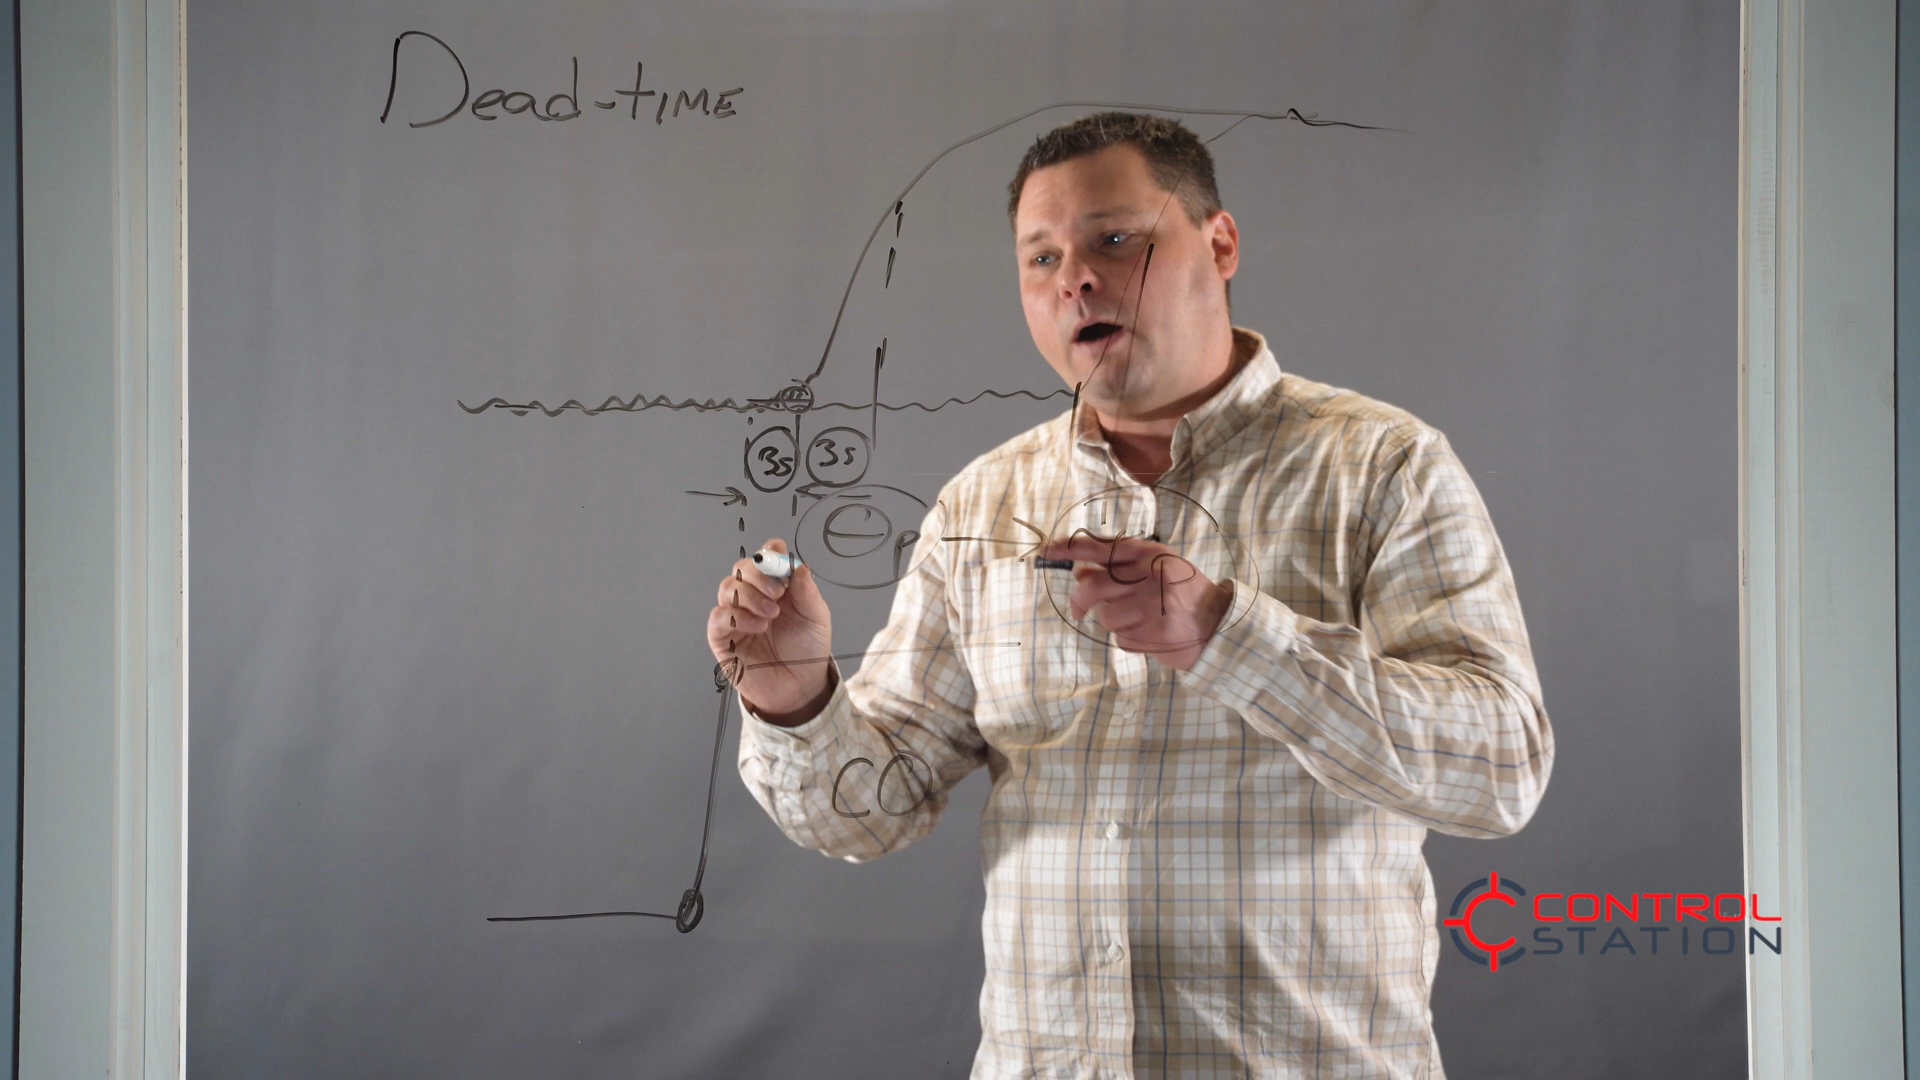 Dead-TIME
3s 3s
Θp → τp
CO
CONTROL
STATION